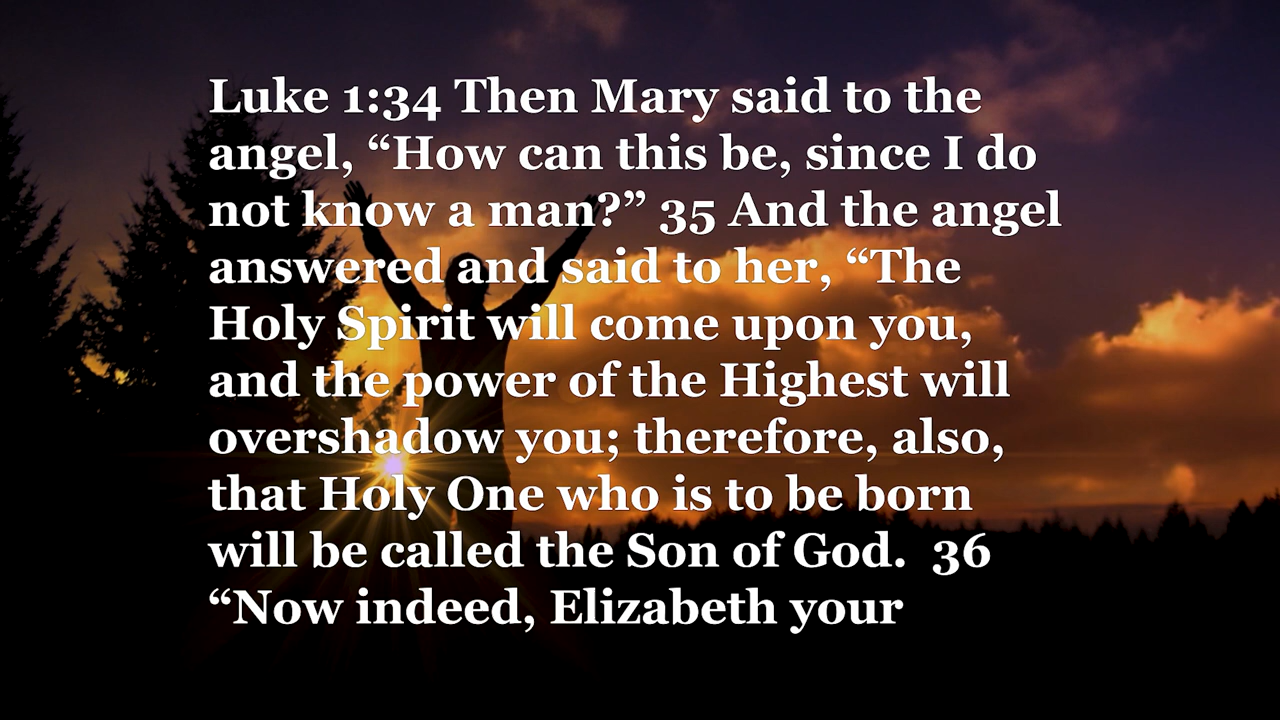 Luke 1:34 Then Mary said to the
angel, “How can this be, since I do
not know a man?” 35 And the angel
answered and said to her, “The
Holy Spirit will come upon you,
and the power of the Highest will
overshadow you; therefore, also,
that Holy One who is to be born
will be called the Son of God.  36
“Now indeed, Elizabeth your